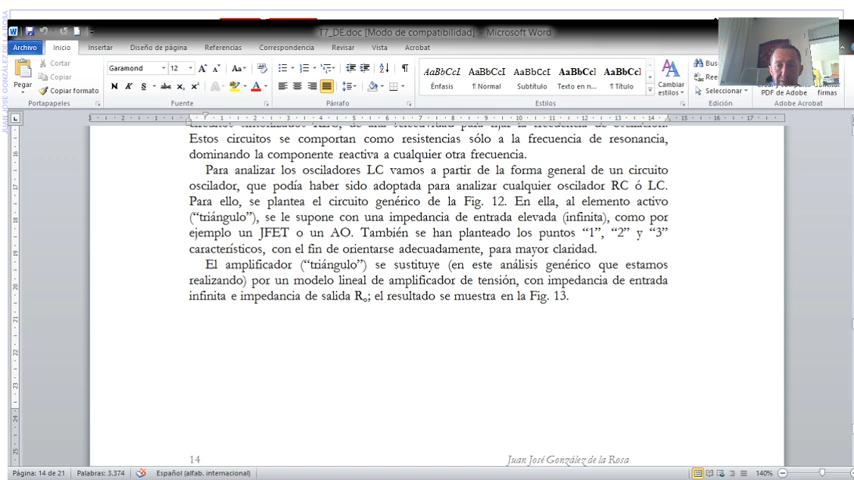 T7_DE.doc [Modo de compatibilidad] - Microsoft Word
Archivo Inicio Insertar Diseño de página Referencias Correspondencia Revisar Vista Acrobat
Cortar
Copiar
Copiar formato
Pegar
Garamond 12
AaBbCcI AaBbCcDc AaBbCcDc AaBbCcI AaBbCcI
Énfasis ¶ Normal Subtítulo Texto en n... ¶ Título
Cambiar estilos
Seleccionar
PDF de Adobe firmas
Portapapeles Fuente Párrafo Estilos Edición Adobe Acrobat
JUAN JOSE GONZÁLEZ DE LA ROSA
Estos circuitos se comportan como resistencias sólo a la frecuencia de resonancia,
dominando la componente reactiva a cualquier otra frecuencia.
Para analizar los osciladores LC vamos a partir de la forma general de un circuito
oscilador, que podía haber sido adoptada para analizar cualquier oscilador RC ó LC.
Para ello, se plantea el circuito genérico de la Fig. 12. En ella, al elemento activo
(“triángulo”), se le supone con una impedancia de entrada elevada (infinita), como por
ejemplo un JFET o un AO. También se han planteado los puntos “1”, “2” y “3”
característicos, con el fin de orientarse adecuadamente, para mayor claridad.
El amplificador (“triángulo”) se sustituye (en este análisis genérico que estamos
realizando) por un modelo lineal de amplificador de tensión, con impedancia de entrada
infinita e impedancia de salida Ro; el resultado se muestra en la Fig. 13.
14 Juan José González de la Rosa
Página: 14 de 21 Palabras: 3.374 Español (alfab. internacional) 140%